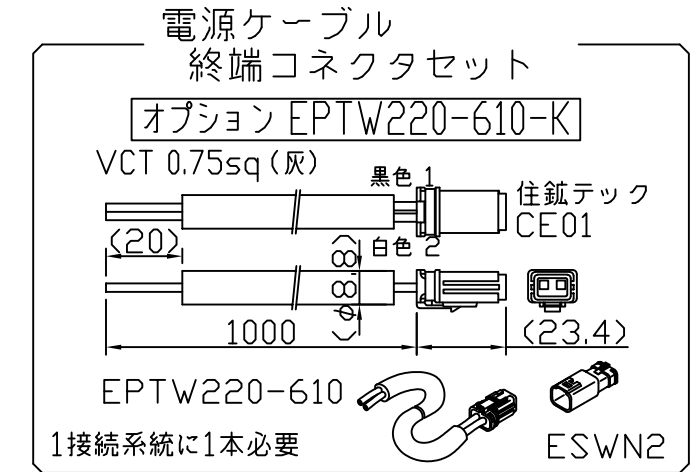 電源ケーブル
終端コネクタセット
オプション EPTW220-610-K
VCT 0.75sq(灰)
黒色 1
住鉱テック
CE01
(20)
白色 2
(φ8.8)
1000
(23.4)
EPTW220-610
1接続系統に1本必要
ESWN2